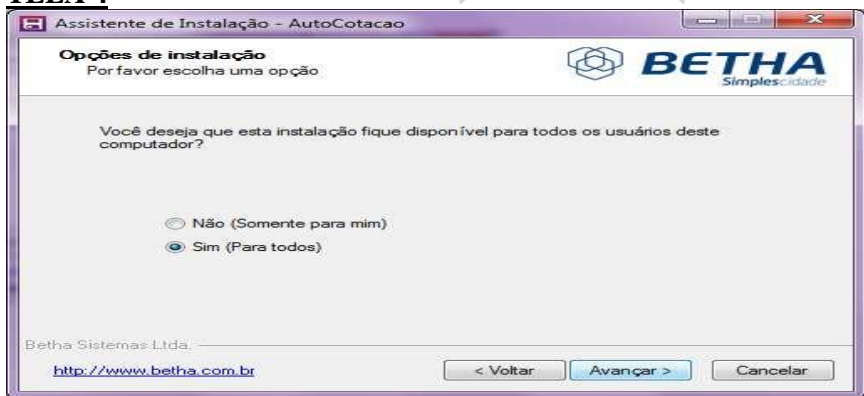 TELA 4
Assistente de Instalação - AutoCotacao
Opções de instalação
Por favor escolha uma opção
BETHA
Simplescidade
Você deseja que esta instalação fique disponível para todos os usuários deste
computador?
Não (Somente para mim)
Sim (Para todos)
Betha Sistemas Ltda.
http://www.betha.com.br
< Voltar
Avançar >
Cancelar